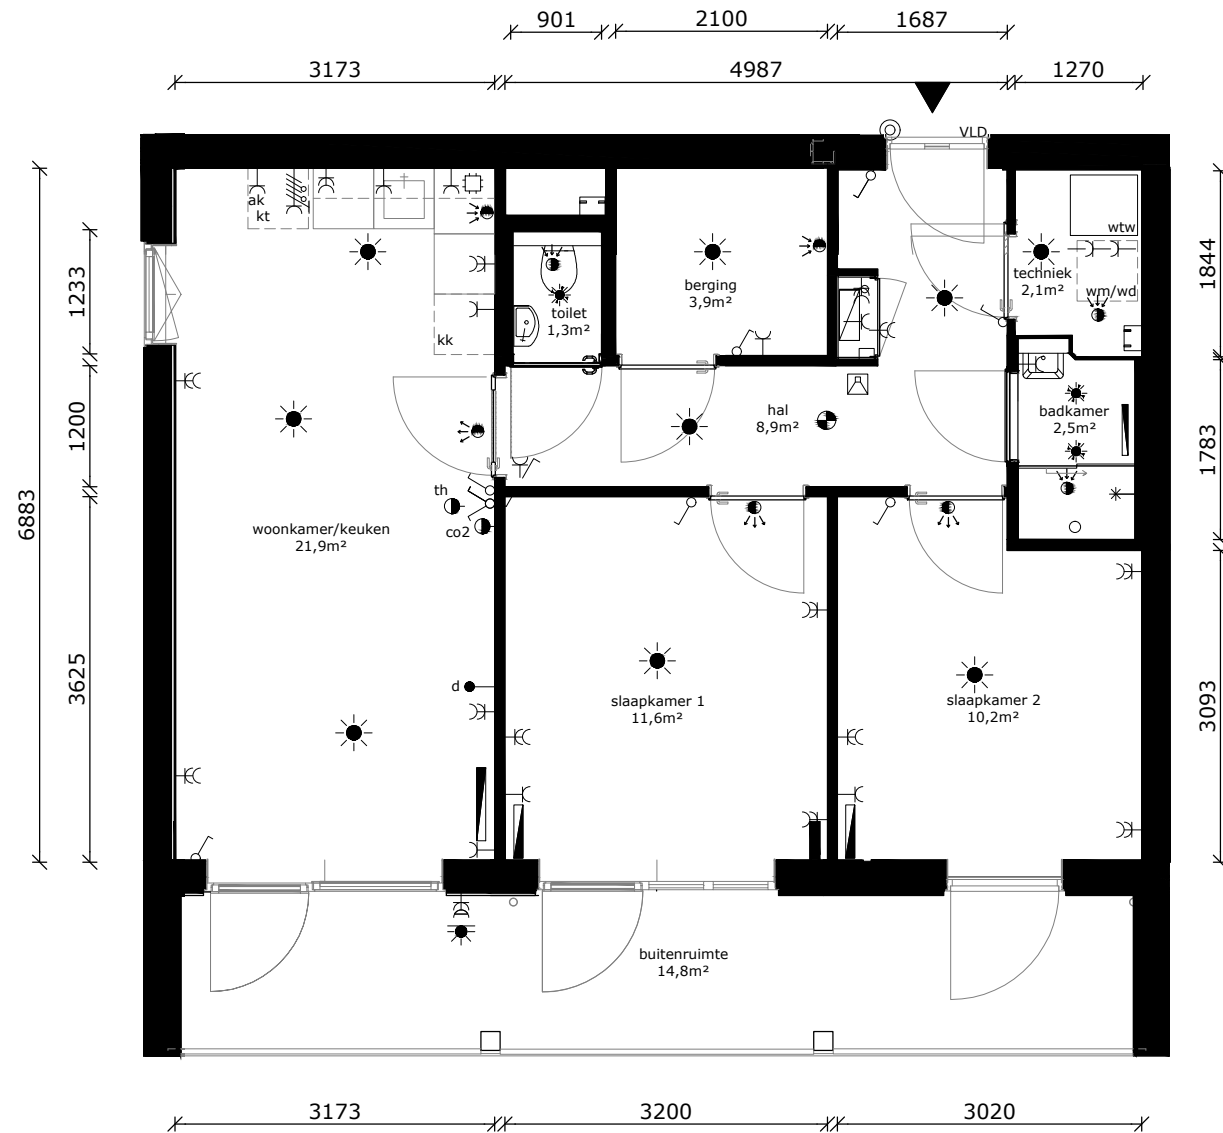 901
2100
1687
3173
4987
1270
VLD
ak
kt
wtw
techniek
2,1m²
wm/wd
berging
3,9m²
toilet
1,3m²
kk
1233
1844
hal
8,9m²
badkamer
2,5m²
1200
1783
6883
th
co2
woonkamer/keuken
21,9m²
3625
3093
d
slaapkamer 1
11,6m²
slaapkamer 2
10,2m²
buitenruimte
14,8m²
3173
3200
3020